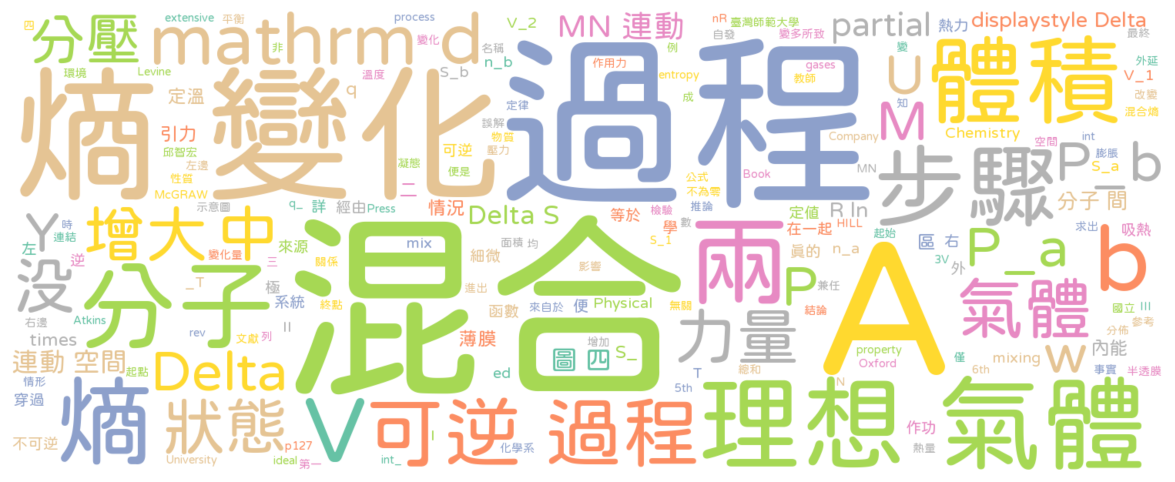 四 extensive 平衡 process V_2 MN 連動 nR 臺灣師範大學 partial 熱力 displaystyle Delta 最終
分壓 mathrm d 非 變化 名稱 自發 變多所致 例 變 外延
環境 Levine 溫度 S_b n_b 作用力 entropy gases 教師 U 體積 V_1
熵 變化 定溫 q 過程 定律 成 知 改變
引力 誤解 物質 M Chemistry 混合熵
邱智宏 左邊 可逆 壓力 Company 空間 int
性質 凝態 便是 公式 Book MN 步驟 P_b 膨脹
McGRAW 二 不為零 推論 S_a
示意圖 q_ 詳 經由 Press 情況 Delta S 等於 檢驗 數 定值 R ln HILL 分子 間
Y 增大中 時 連結 左 來源 混合 面積 均 S_1 學 兩 在一起 起始 求出 吸熱
逆 變化量 mix 細微 眞的 n_a 區 右 P_a b 3V
没 分子 _T 三 關係 極 函數 進出 影響 P A 外 氣體
右邊 Atkins 系統 終點 來自於 便 Physical 無關 兼任 國立 III
times rev 文獻 列 II 薄膜 增加 力量 結論 分佈 參考
連動 空間 起點 Delta 圖 四 S_ property 僅 mixing w 內能
情形 ed T 總和 Oxford 6th 事實 半透膜
穿過 熵 狀態 V 可逆 過程 5th 理想 N 氣體
不可逆 p127 I 化學系 作功
University ideal 第一 int_ 熱量